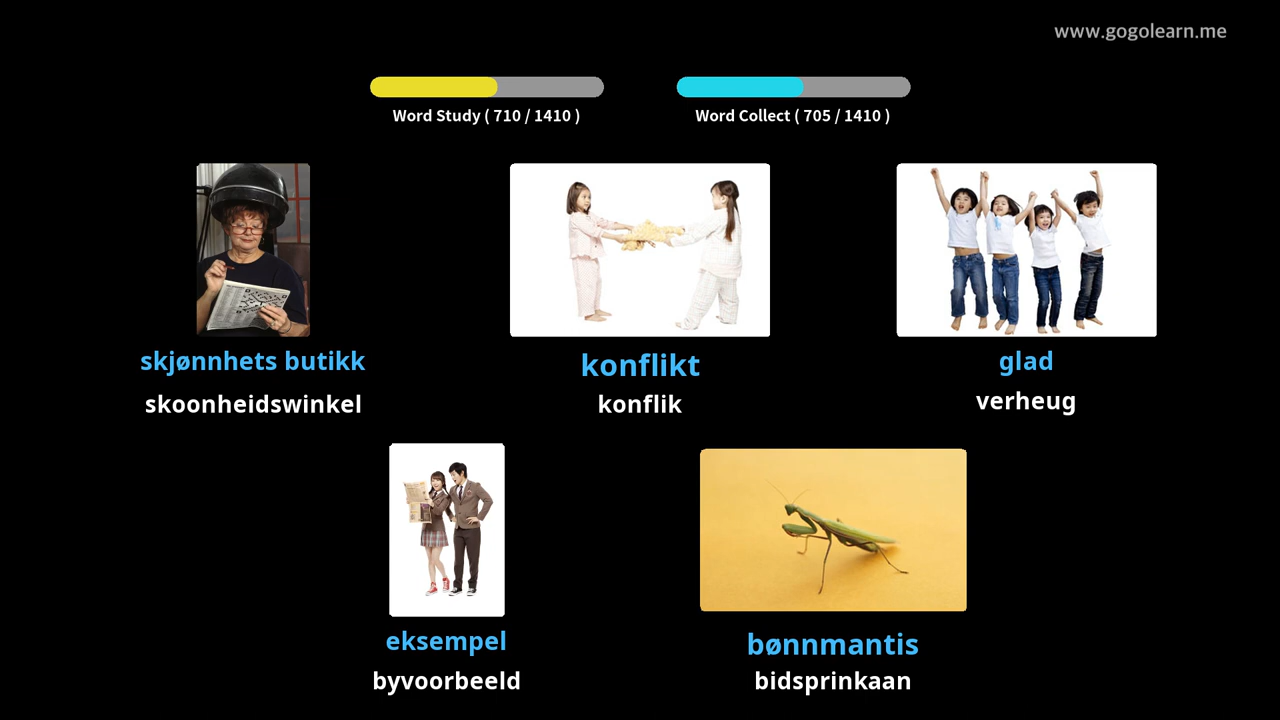 www.gogolearn.me
Word Study ( 710 / 1410 )
Word Collect ( 705 / 1410 )
skjønnhets butikk
skoonheidswinkel
konflikt
konflik
glad
verheug
eksempel
byvoorbeeld
bønnmantis
bidsprinkaan